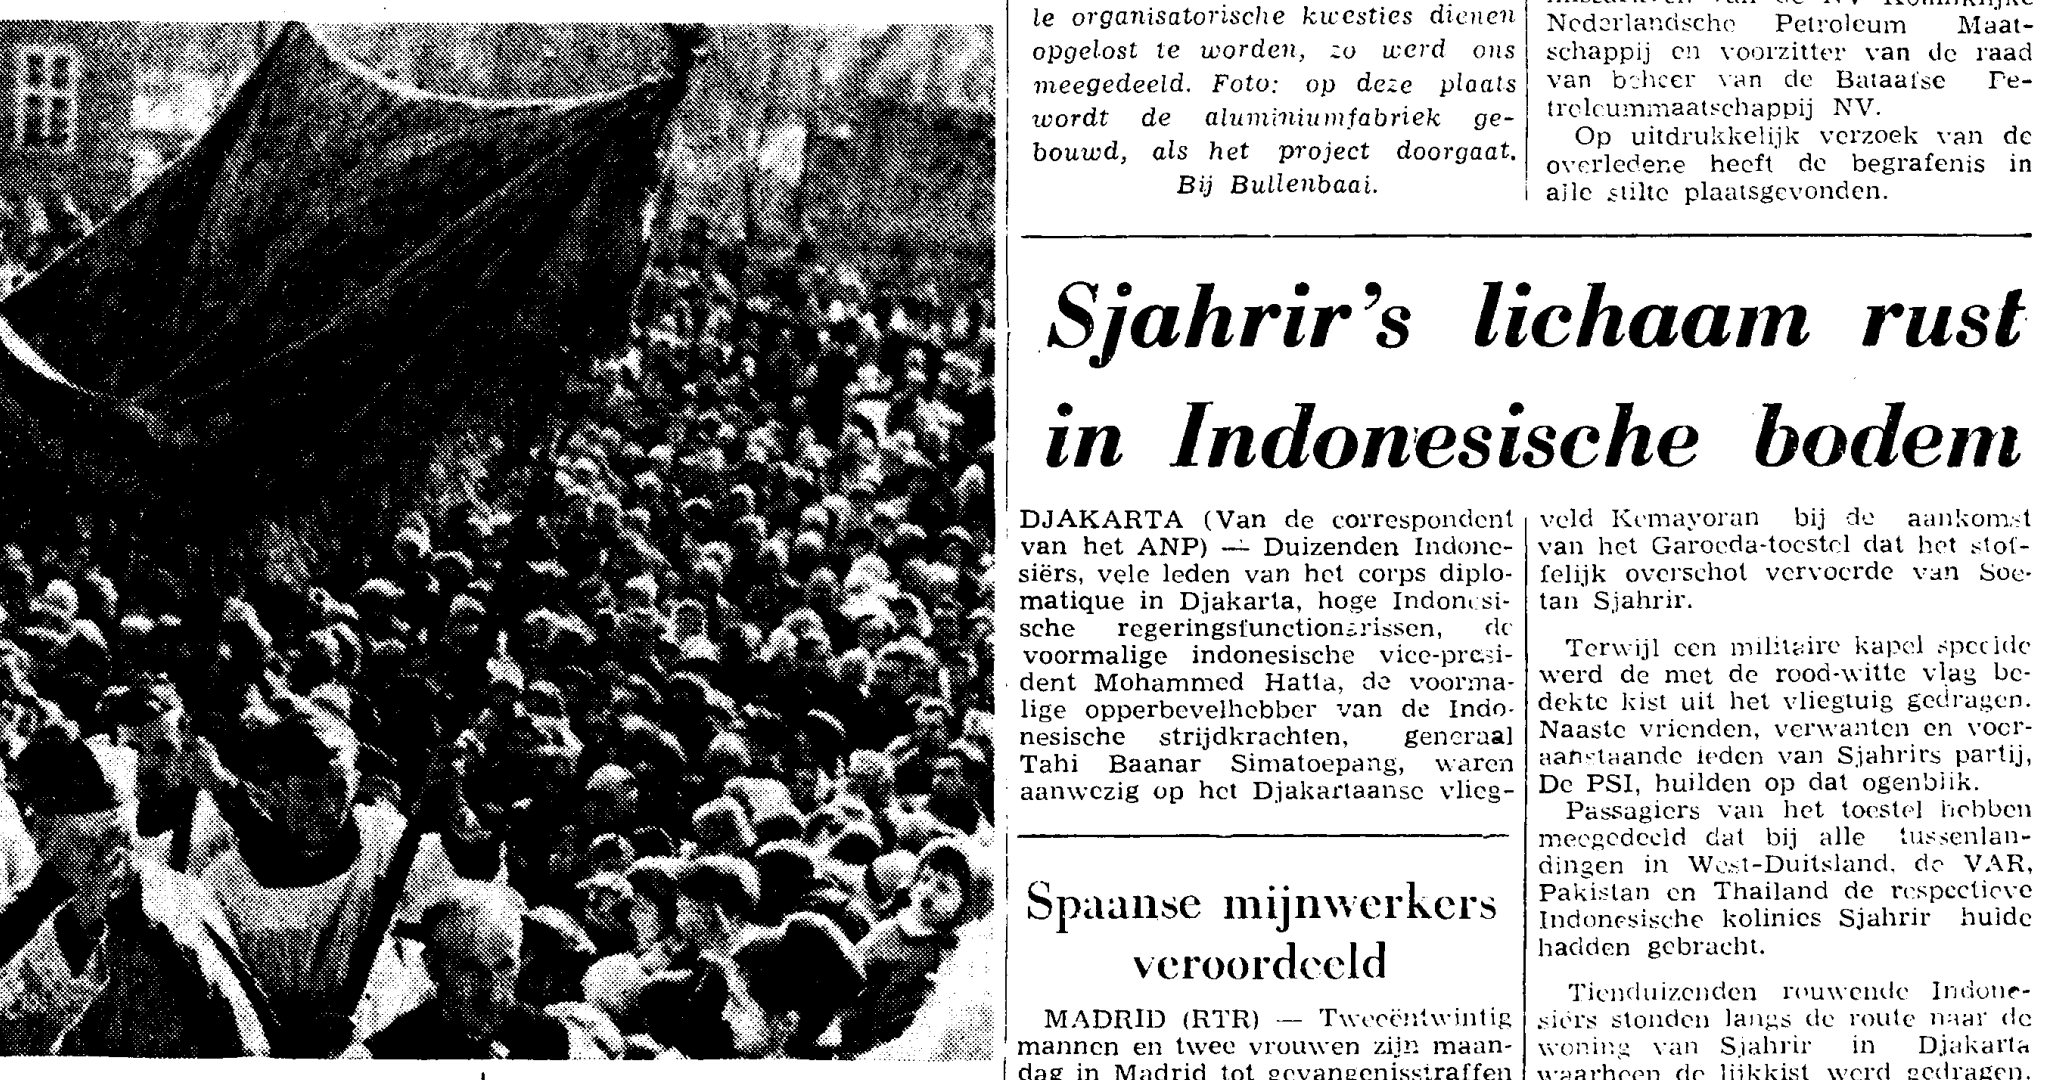 le organisatorische kwesties dienen
opgelost te worden, zo werd ons
meegedeeld. Foto: op deze plaats
wordt de aluminiumfabriek ge-
bouwd, als het project doorgaat.
Bij Bullenbaai.
Nederlandsche Petroleum Maat-
schappij en voorzitter van de raad
van beheer van de Bataafse Pe-
troleummaatschappij NV.
Op uitdrukkelijk verzoek van de
overledene heeft de begrafenis in
alle stilte plaatsgevonden.
Sjahrir's lichaam rust
in Indonesische bodem
DJAKARTA (Van de correspondent
van het ANP) — Duizenden Indone-
siërs, vele leden van het corps diplo-
matique in Djakarta, hoge Indonesi-
sche regeringsfunctionarissen, de
voormalige indonesische vice-presi-
dent Mohammed Hatta, de voorma-
lige opperbevelhebber van de Indo-
nesische strijdkrachten, generaal
Tahi Baanar Simatoepang, waren
aanwezig op het Djakartaanse vlieg-
veld Kemayoran bij de aankomst
van het Garoeda-toestel dat het stof-
felijk overschot vervoerde van Soe-
tan Sjahrir.
Terwijl een militaire kapel speelde
werd de met de rood-witte vlag be-
dekte kist uit het vliegtuig gedragen.
Naaste vrienden, verwanten en voor-
aanstaande leden van Sjahrirs partij,
De PSI, huilden op dat ogenblik.
Passagiers van het toestel hebben
meegedeeld dat bij alle tussenlan-
dingen in West-Duitsland, de VAR,
Pakistan en Thailand de respectieve
Indonesische kolinies Sjahrir hulde
hadden gebracht.
Tienduizenden rouwende Indone-
siërs stonden langs de route naar de
woning van Sjahrir in Djakarta
waarheen de lijkkist werd gedragen.
Spaanse mijnwerkers
veroordeeld
MADRID (RTR) — Tweeëntwintig
mannen en twee vrouwen zijn maan-
dag in Madrid tot gevangenisstraffen